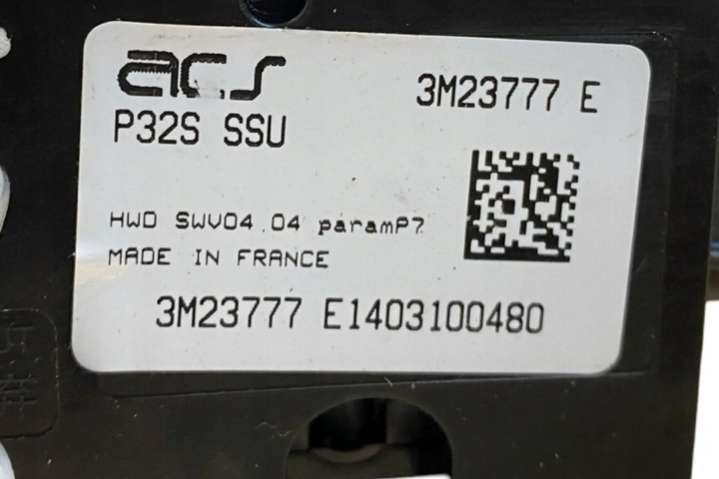 acs
3M23777 E
P32S SSU
HWD SWV04.04 paramP7
MADE IN FRANCE
3M23777 E1403100480